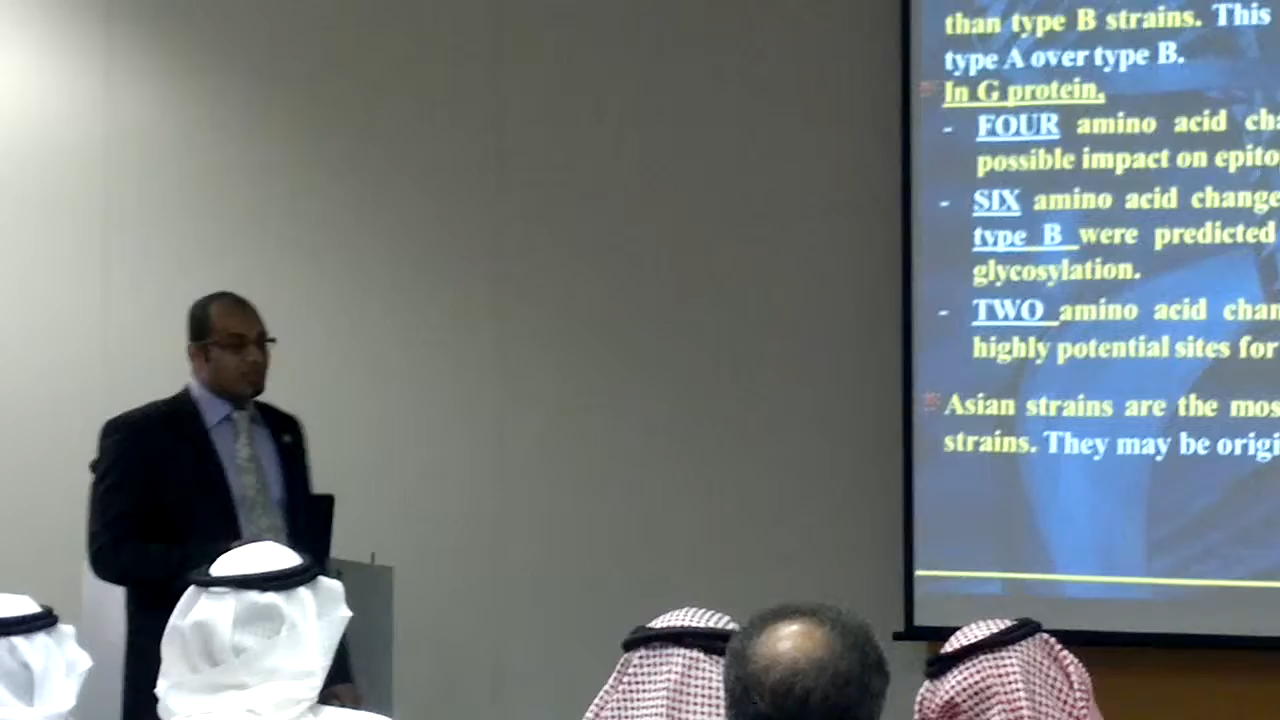 than type B strains. This
type A over type B.
In G protein,
- FOUR amino acid
possible impact on
- SIX amino acid
type B were predicted
glycosylation.
- TWO amino acid
highly potential sites for
Asian strains are the
strains. They may be